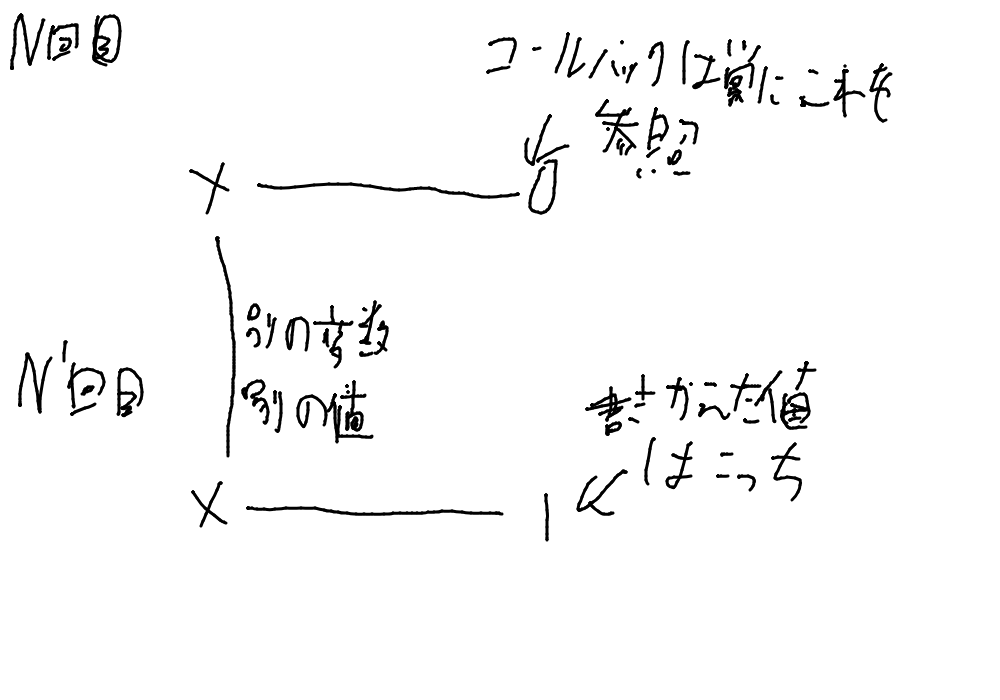 N回目
コールバックは常にこれを
参照
x 0
別の変数
別の値
N'回目
書きかえた値
はこっち
x 1